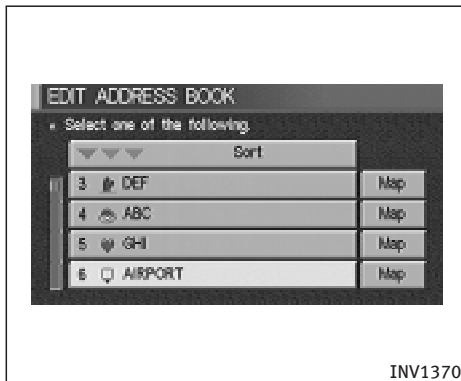 EDIT ADDRESS BOOK
Select one of the following.
Sort
3 DEF Map
4 ABC Map
5 GHI Map
6 AIRPORT Map
INV1370